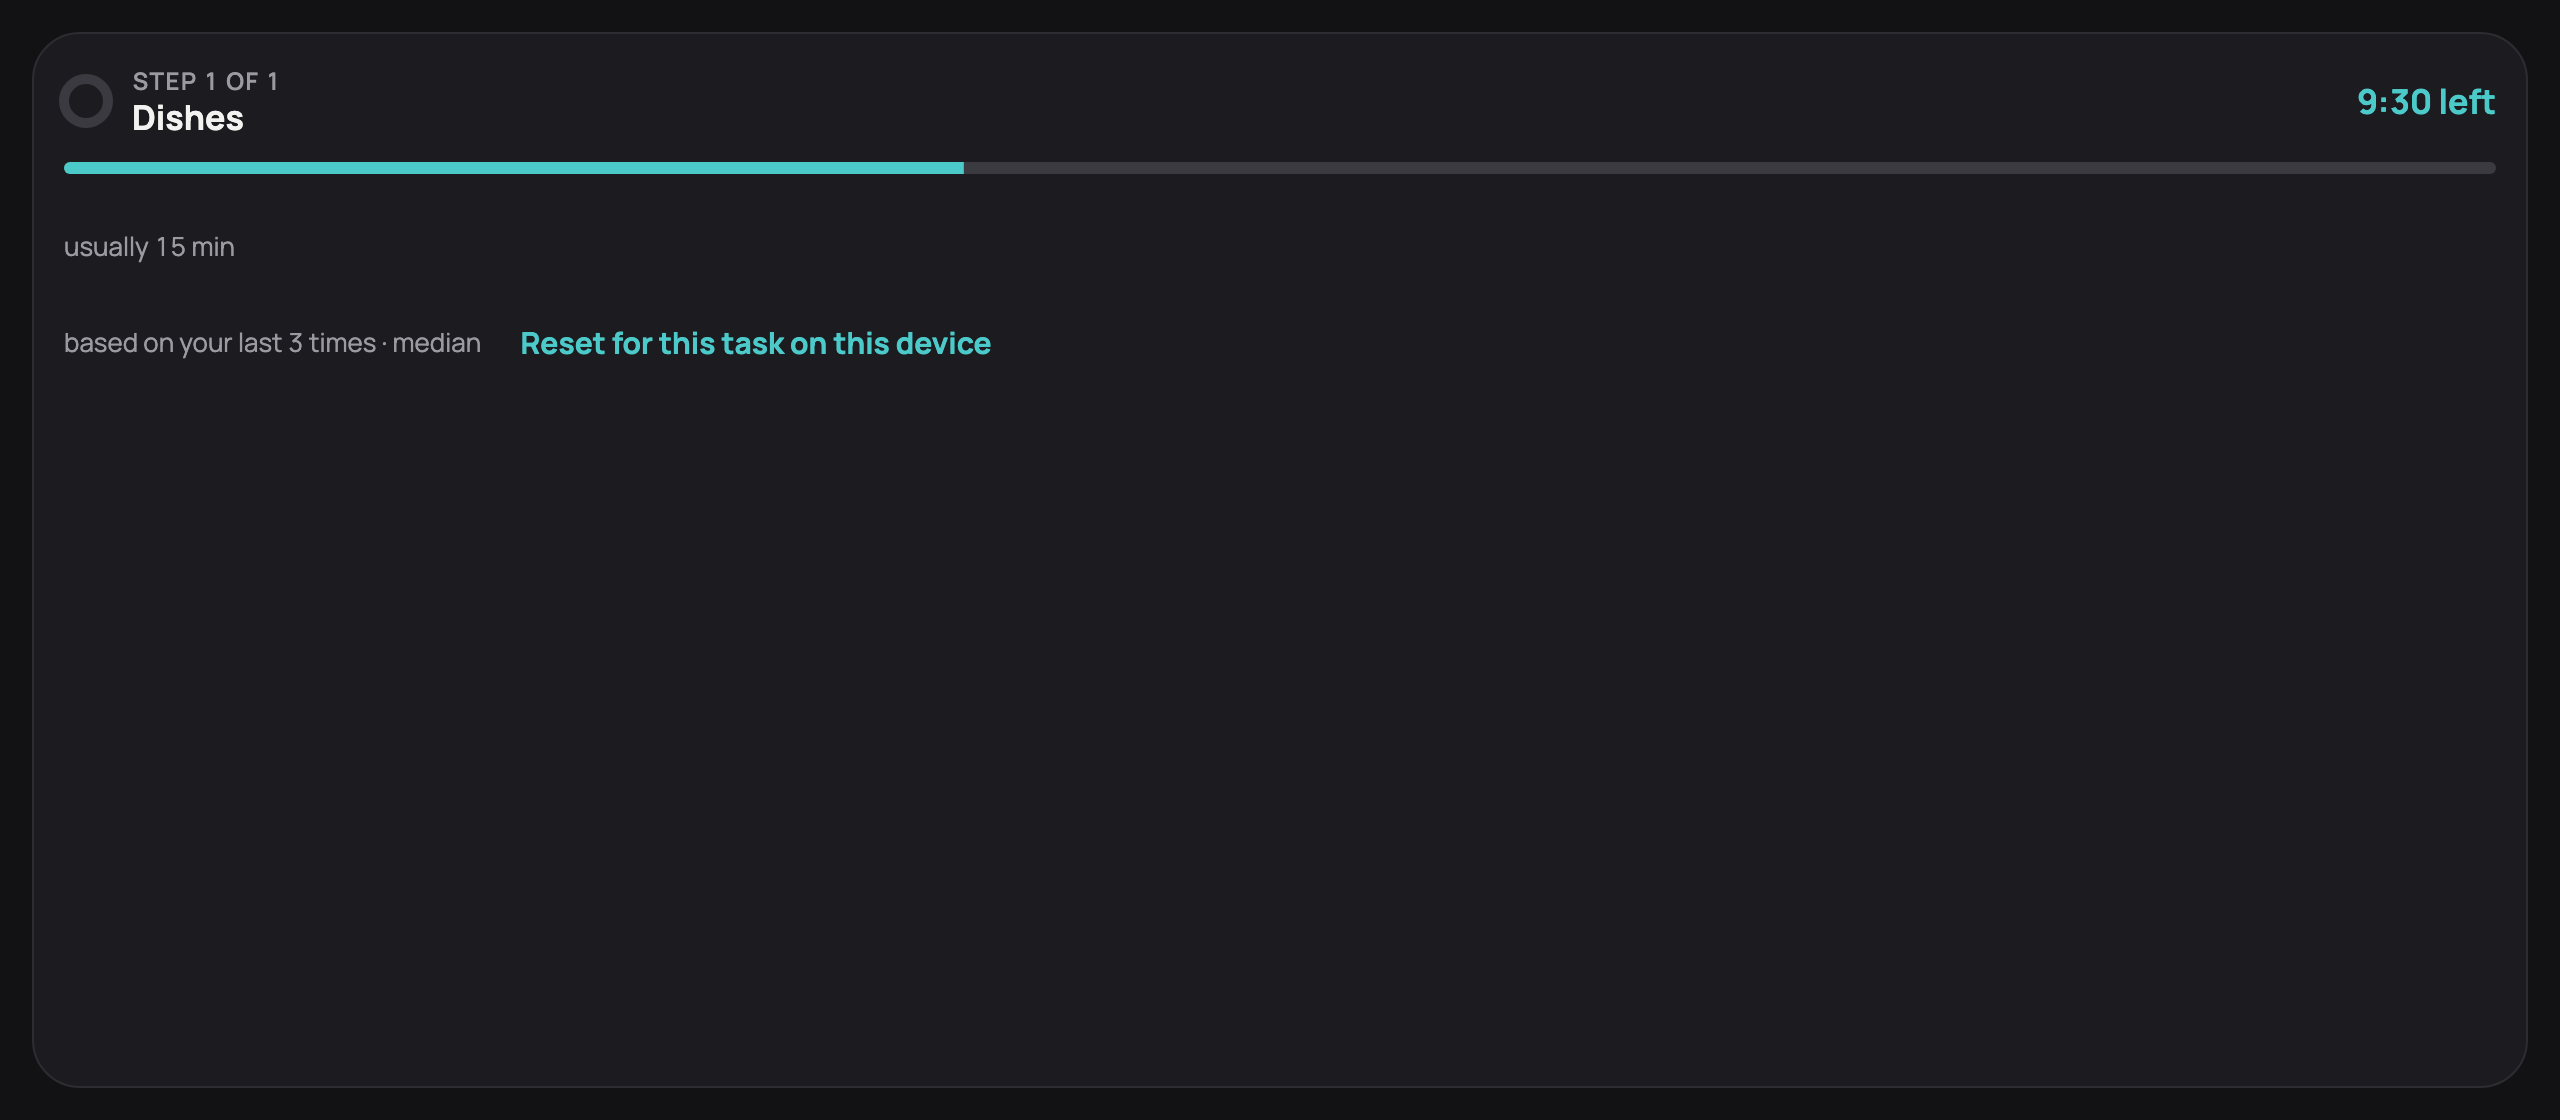 STEP 1 OF 1
Dishes
9:30 left
usually 15 min
based on your last 3 times · median
Reset for this task on this device